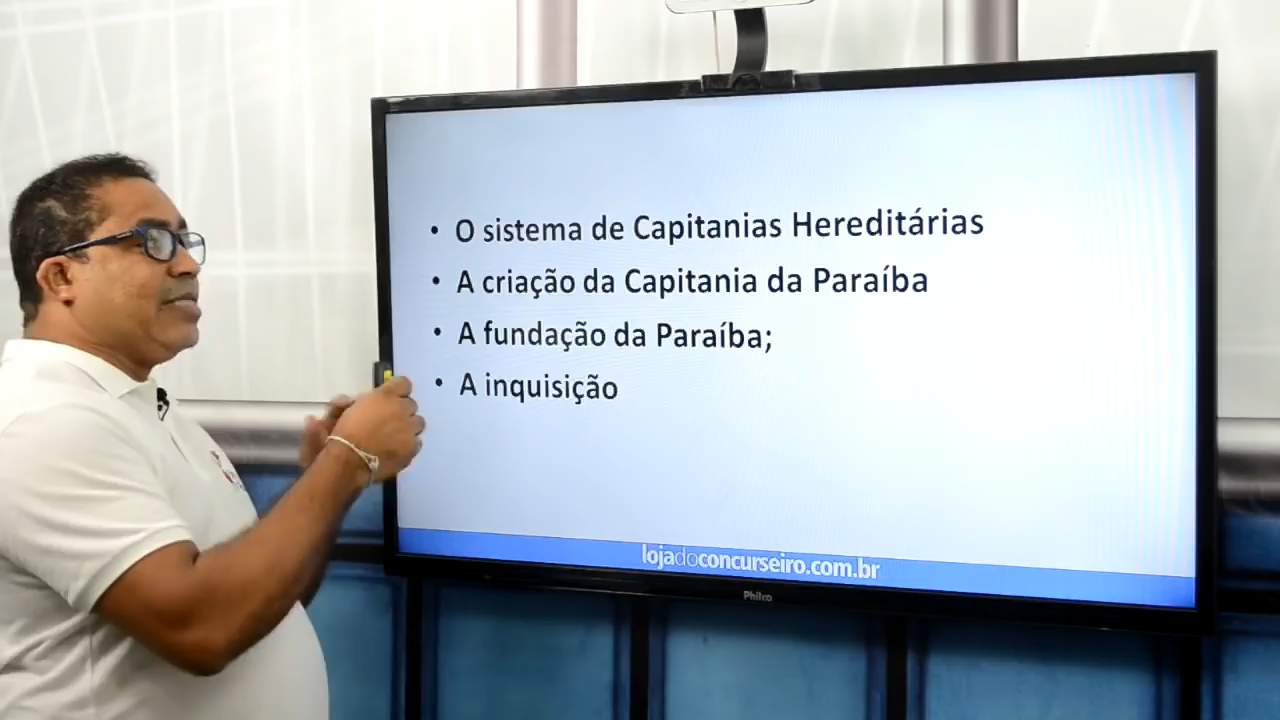 • O sistema de Capitanias Hereditárias
• A criação da Capitania da Paraíba
• A fundação da Paraíba;
• A inquisição
lojadoconcurseiro.com.br
Philco